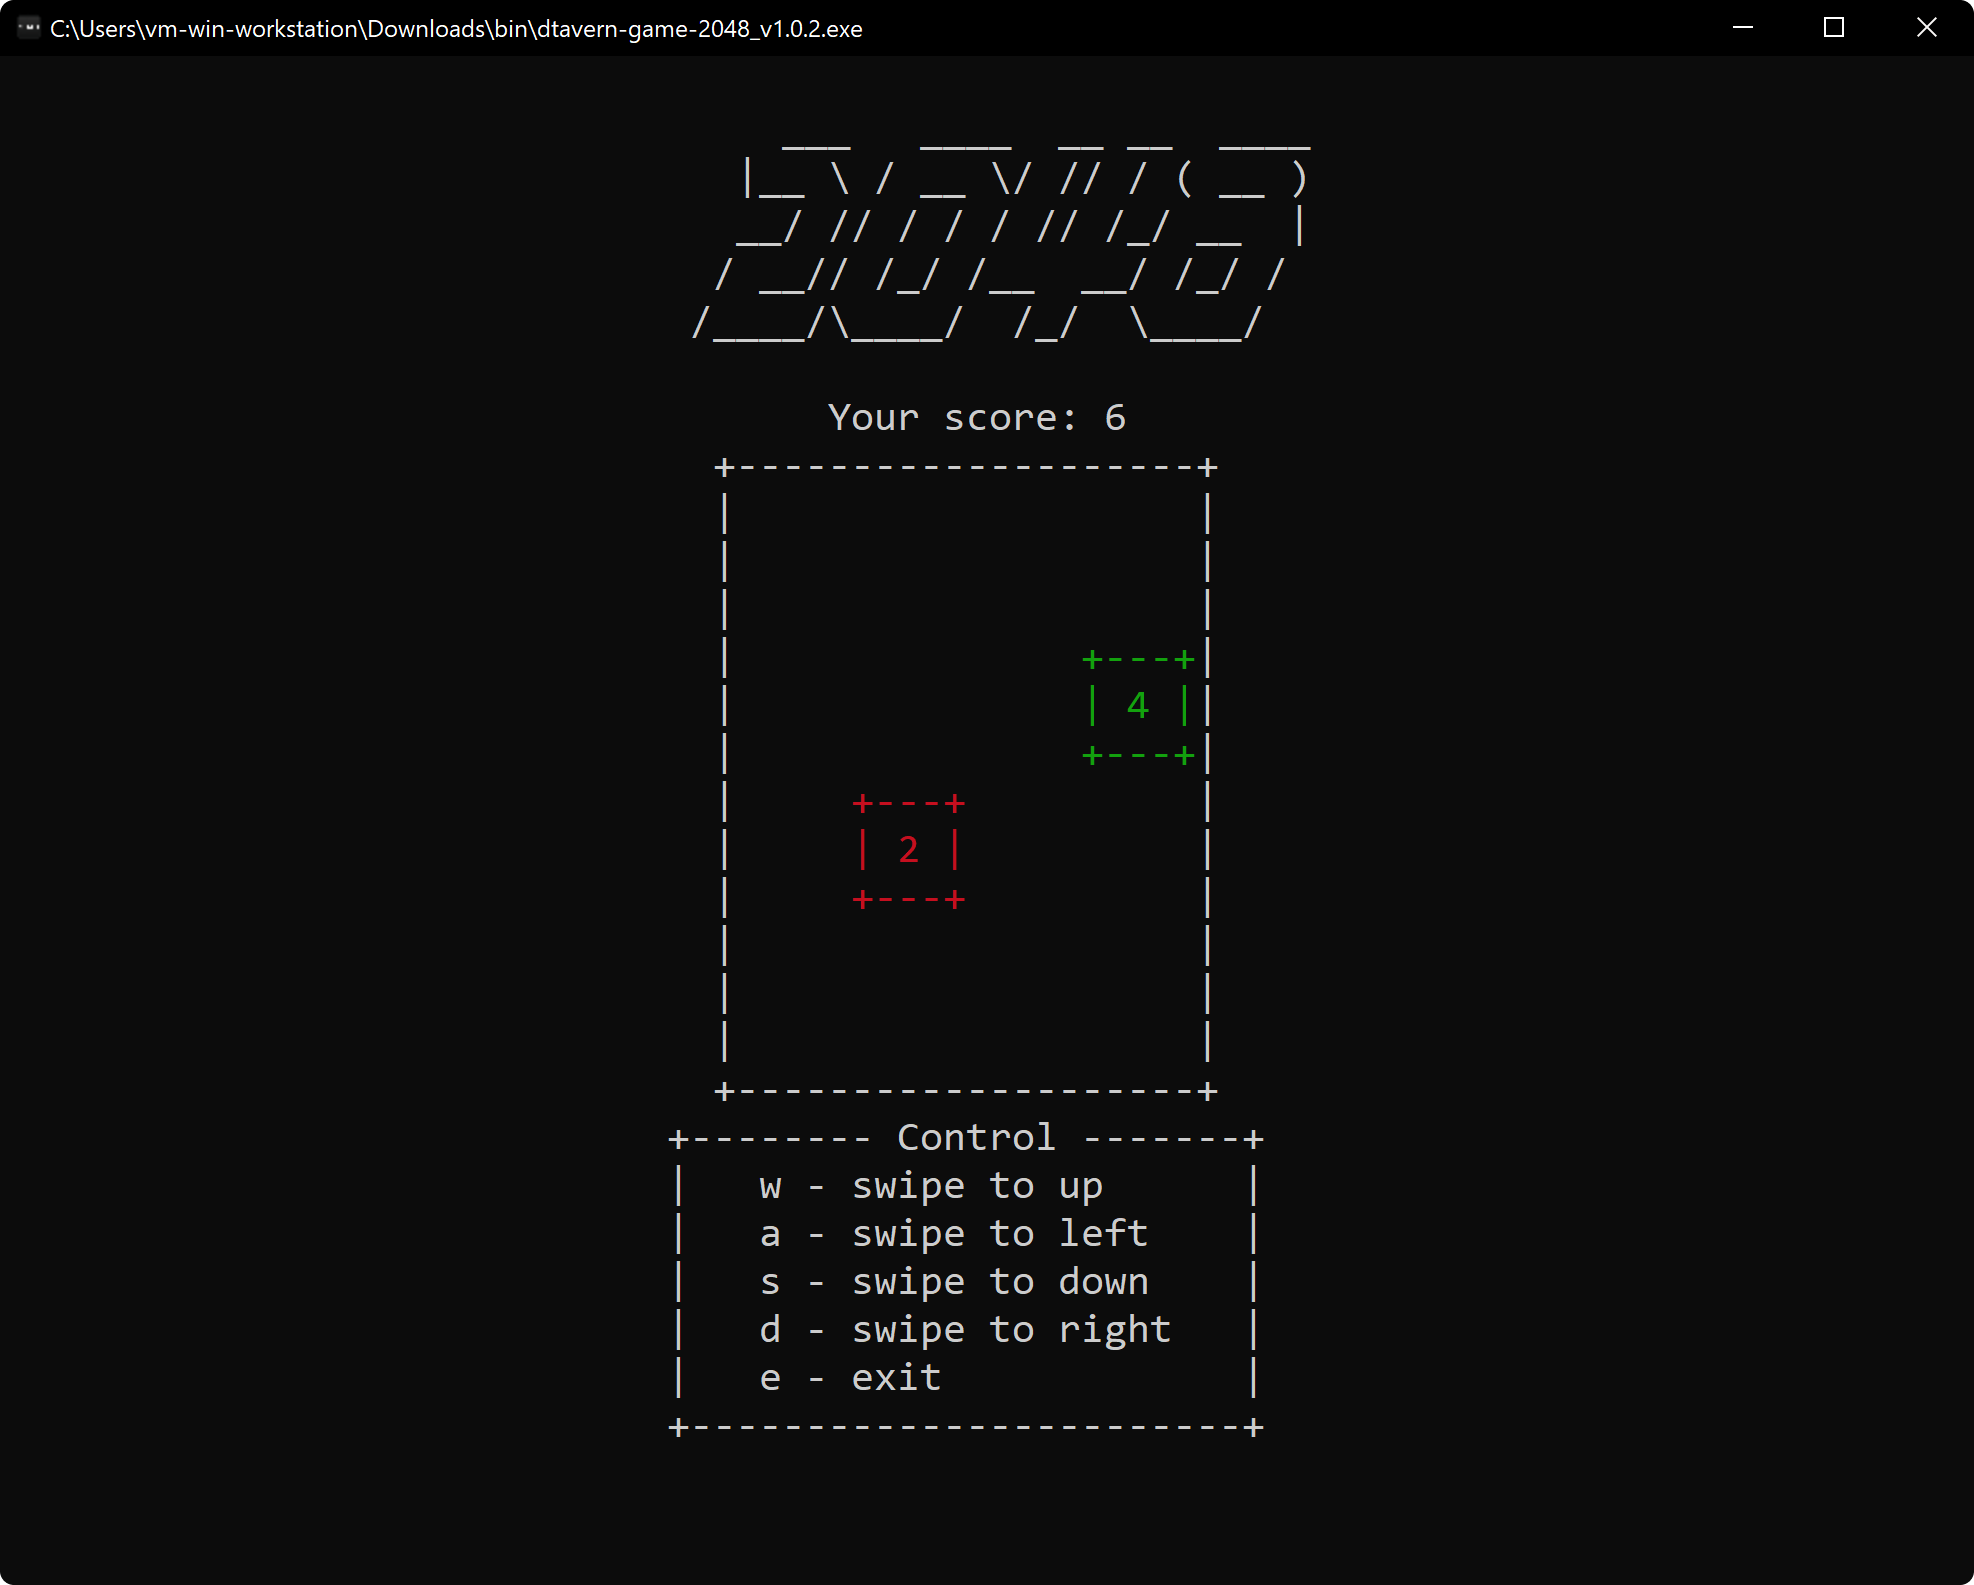 C:\Users\vm-win-workstation\Downloads\bin\dtavern-game-2048_v1.0.2.exe
2048
Your score: 6
4
2
Control
w - swipe to up
a - swipe to left
s - swipe to down
d - swipe to right
e - exit